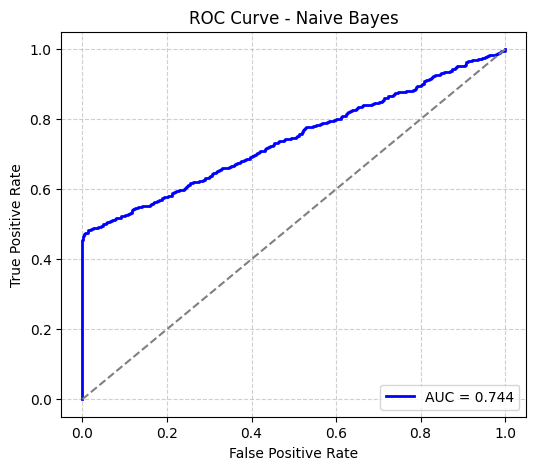 ROC Curve - Naive Bayes
1.0
0.8
0.6
0.4
0.2
0.0
True Positive Rate
AUC = 0.744
0.0 0.2 0.4 0.6 0.8 1.0
False Positive Rate